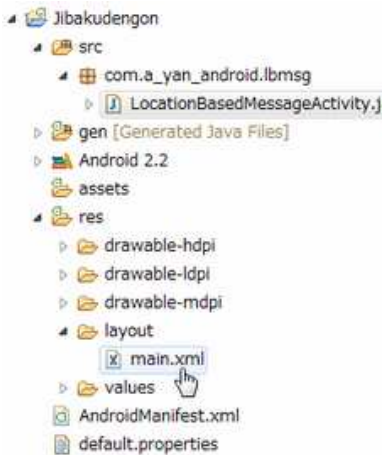 Jibakudengon
src
com.a_yan_android.lbmsg
LocationBasedMessageActivity.j
gen [Generated Java Files]
Android 2.2
assets
res
drawable-hdpi
drawable-ldpi
drawable-mdpi
layout
main.xml
values
AndroidManifest.xml
default.properties